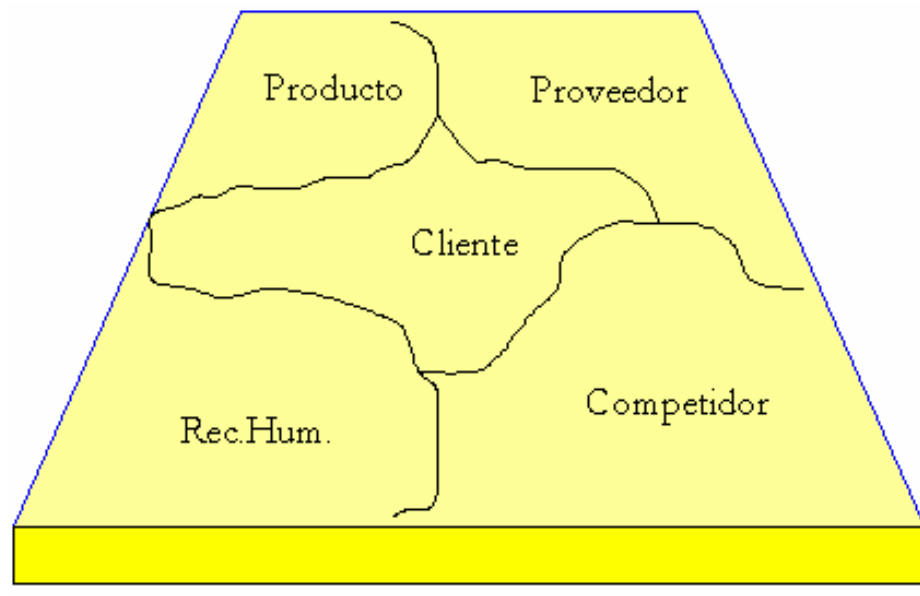 Producto
Proveedor
Cliente
Competidor
Rec.Hum.